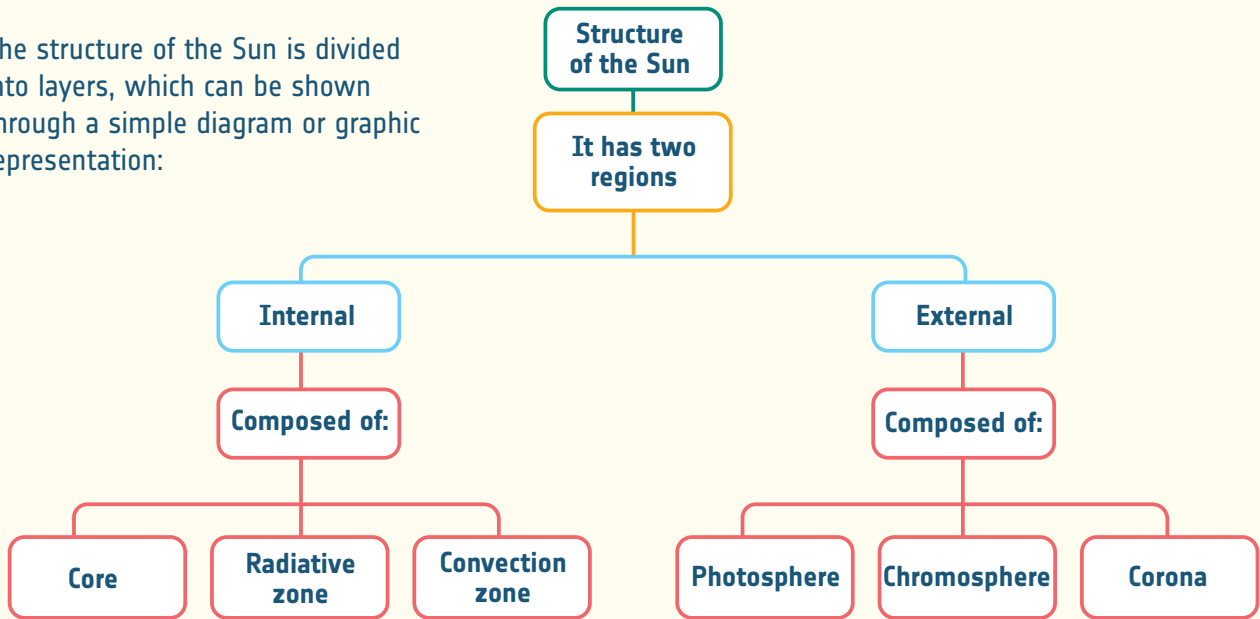 he structure of the Sun is divided
nto layers, which can be shown
hrough a simple diagram or graphic
epresentation:
Structure
of the Sun
It has two
regions
Internal
External
Composed of:
Composed of:
Core
Radiative
zone
Convection
zone
Photosphere
Chromosphere
Corona